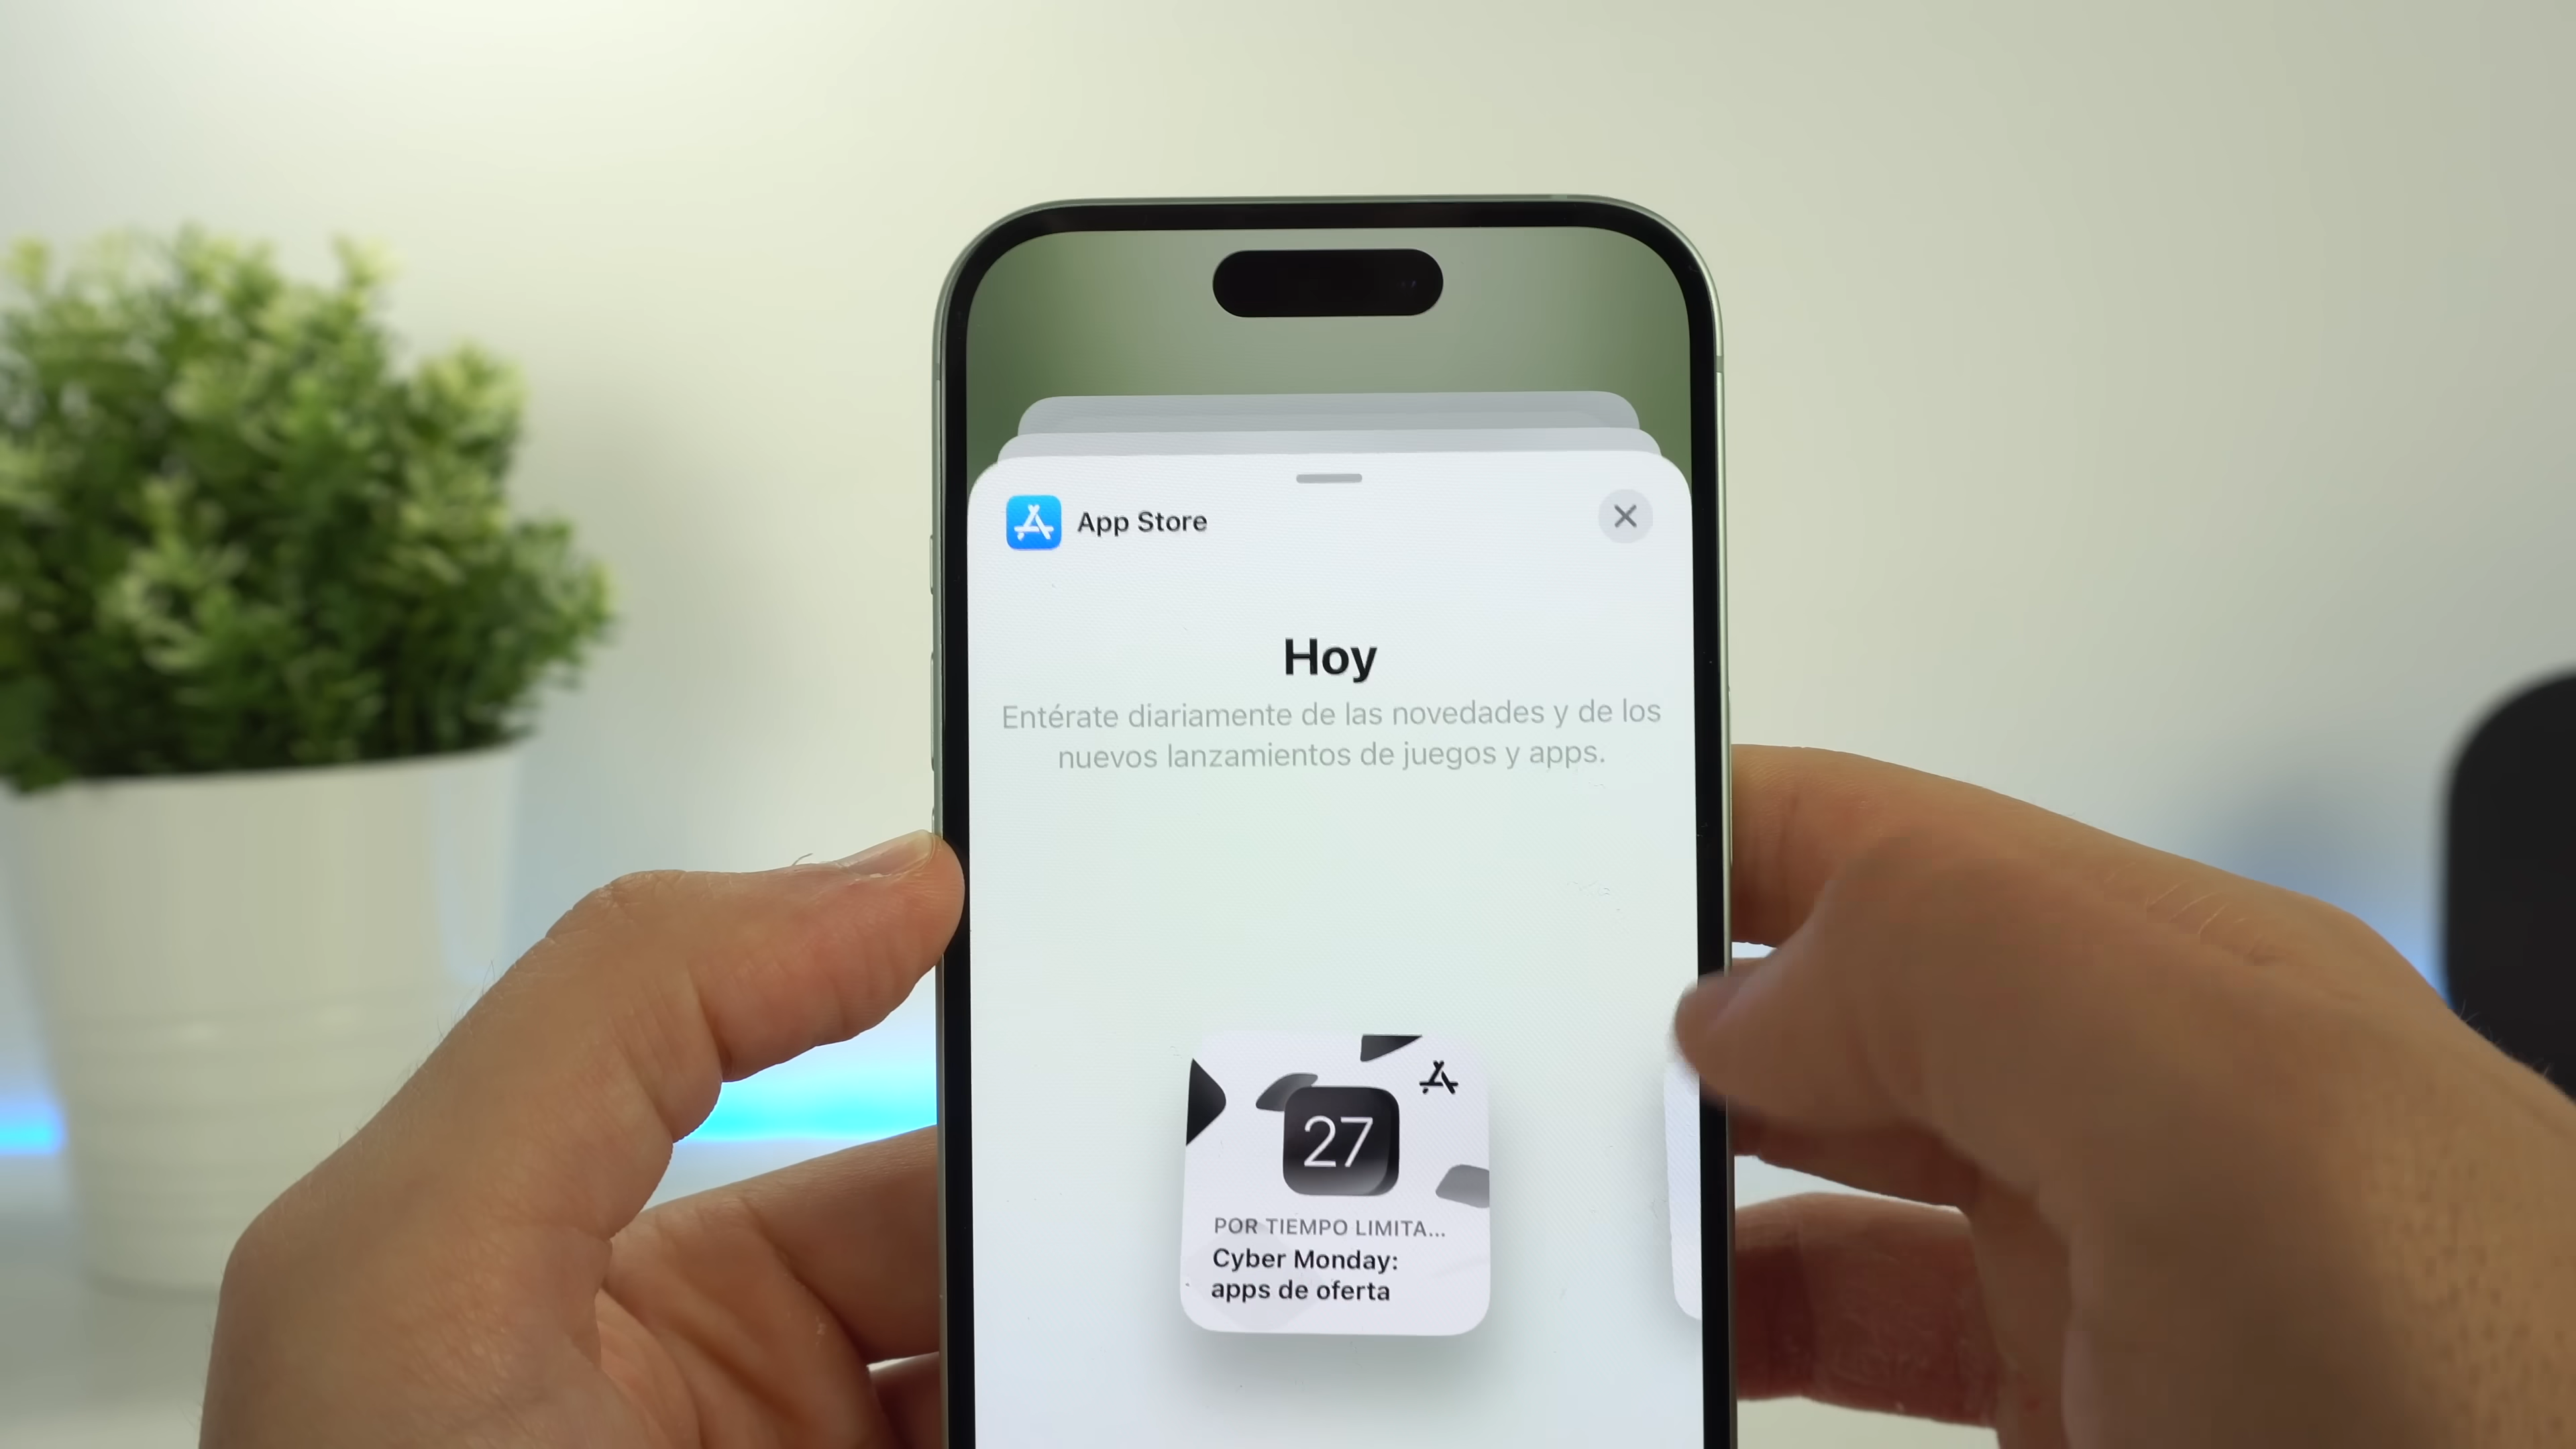 App Store
Hoy
Entérate diariamente de las novedades y de los
nuevos lanzamientos de juegos y apps.
27
POR TIEMPO LIMITA...
Cyber Monday:
apps de oferta